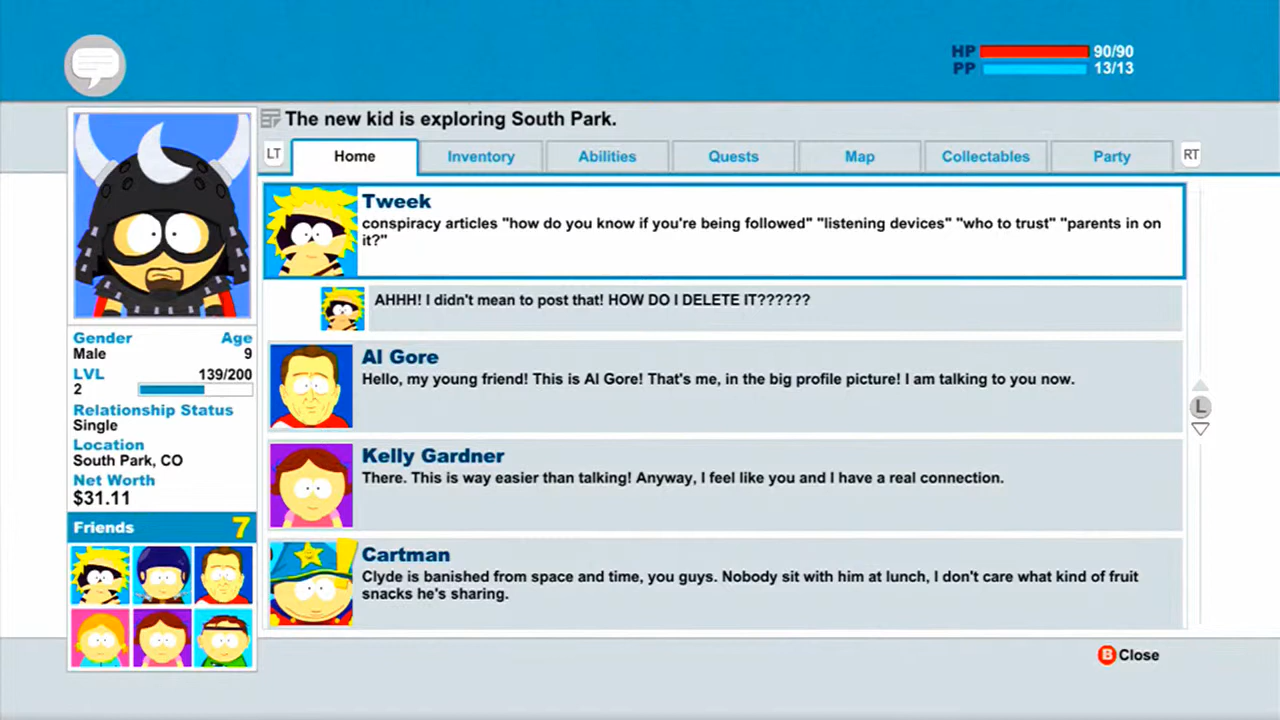 HP 90/90
PP 13/13
The new kid is exploring South Park.
LT Home Inventory Abilities Quests Map Collectables Party RT
Tweek
conspiracy articles "how do you know if you're being followed" "listening devices" "who to trust" "parents in on
it?"
AHHH! I didn't mean to post that! HOW DO I DELETE IT??????
Al Gore
Hello, my young friend! This is Al Gore! That's me, in the big profile picture! I am talking to you now.
Kelly Gardner
There. This is way easier than talking! Anyway, I feel like you and I have a real connection.
Cartman
Clyde is banished from space and time, you guys. Nobody sit with him at lunch, I don't care what kind of fruit
snacks he's sharing.
Gender Age
Male 9
LVL 139/200
2
Relationship Status
Single
Location
South Park, CO
Net Worth
$31.11
Friends 7
L
B Close